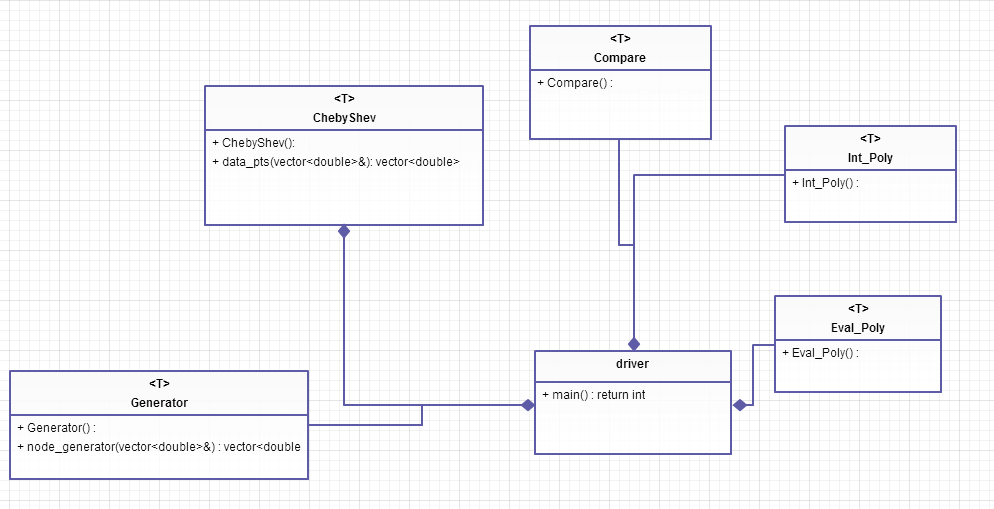 <T>
Compare
+ Compare() :
<T>
ChebyShev
+ ChebyShev():
+ data_pts(vector<double>&): vector<double>
<T>
Int_Poly
+ Int_Poly() :
<T>
Eval_Poly
+ Eval_Poly() :
driver
+ main() : return int
<T>
Generator
+ Generator() :
+ node_generator(vector<double>&) : vector<double